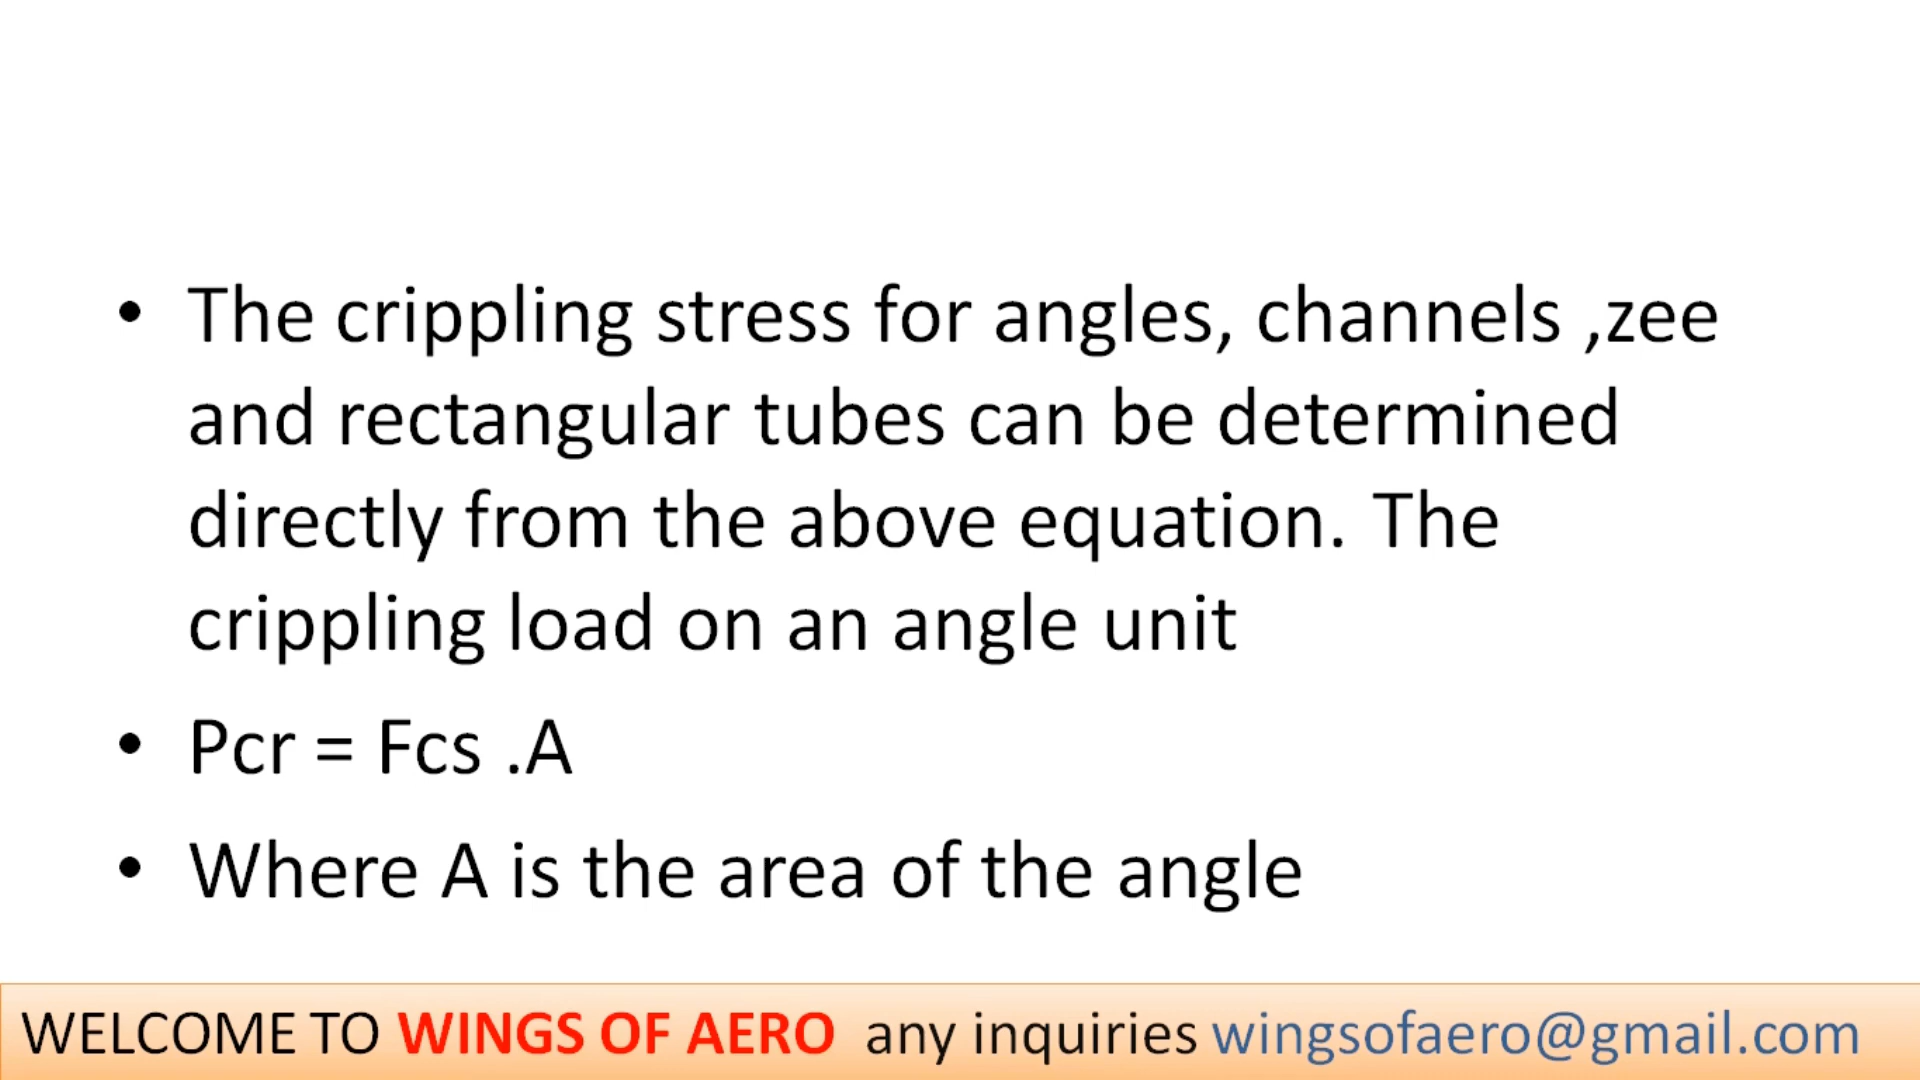 • The crippling stress for angles, channels ,zee
and rectangular tubes can be determined
directly from the above equation. The
crippling load on an angle unit
• Pcr = Fcs .A
• Where A is the area of the angle
WELCOME TO WINGS OF AERO any inquiries wingsofaero@gmail.com